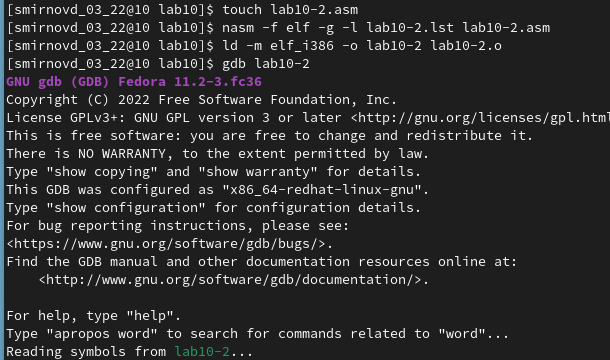 [smirnovd_03_22@10 lab10]$ touch lab10-2.asm
[smirnovd_03_22@10 lab10]$ nasm -f elf -g -l lab10-2.lst lab10-2.asm
[smirnovd_03_22@10 lab10]$ ld -m elf_i386 -o lab10-2 lab10-2.o
[smirnovd_03_22@10 lab10]$ gdb lab10-2
GNU gdb (GDB) Fedora 11.2-3.fc36
Copyright (C) 2022 Free Software Foundation, Inc.
License GPLv3+: GNU GPL version 3 or later <http://gnu.org/licenses/gpl.html
This is free software: you are free to change and redistribute it.
There is NO WARRANTY, to the extent permitted by law.
Type "show copying" and "show warranty" for details.
This GDB was configured as "x86_64-redhat-linux-gnu".
Type "show configuration" for configuration details.
For bug reporting instructions, please see:
<https://www.gnu.org/software/gdb/bugs/>.
Find the GDB manual and other documentation resources online at:
    <http://www.gnu.org/software/gdb/documentation/>.

For help, type "help".
Type "apropos word" to search for commands related to "word"...
Reading symbols from lab10-2...